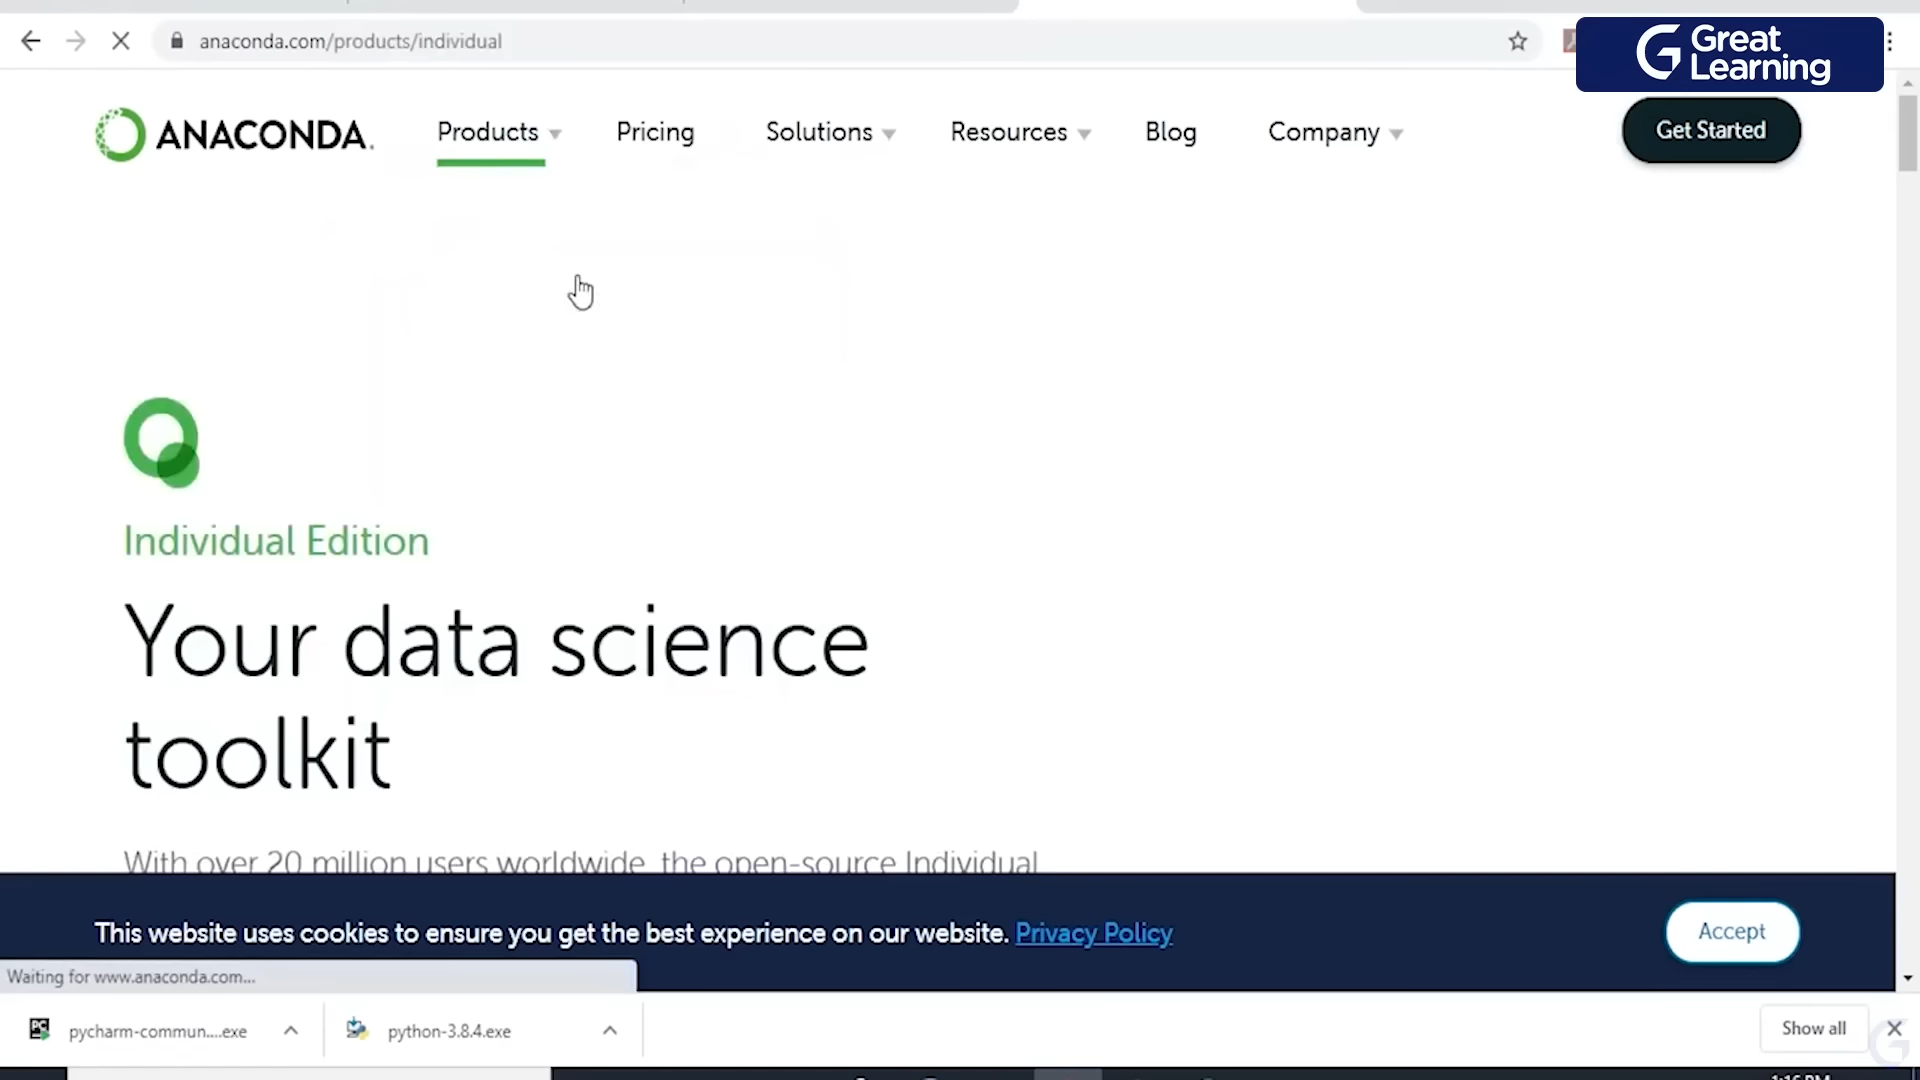 anaconda.com/products/individual
Great
Learning
ANACONDA.
Products
Pricing
Solutions
Resources
Blog
Company
Get Started
Individual Edition
Your data science
toolkit
With over 20 million users worldwide, the open-source Individual
This website uses cookies to ensure you get the best experience on our website. Privacy Policy
Accept
Waiting for www.anaconda.com...
pycharm-commun....exe
python-3.8.4.exe
Show all
1:16 PM